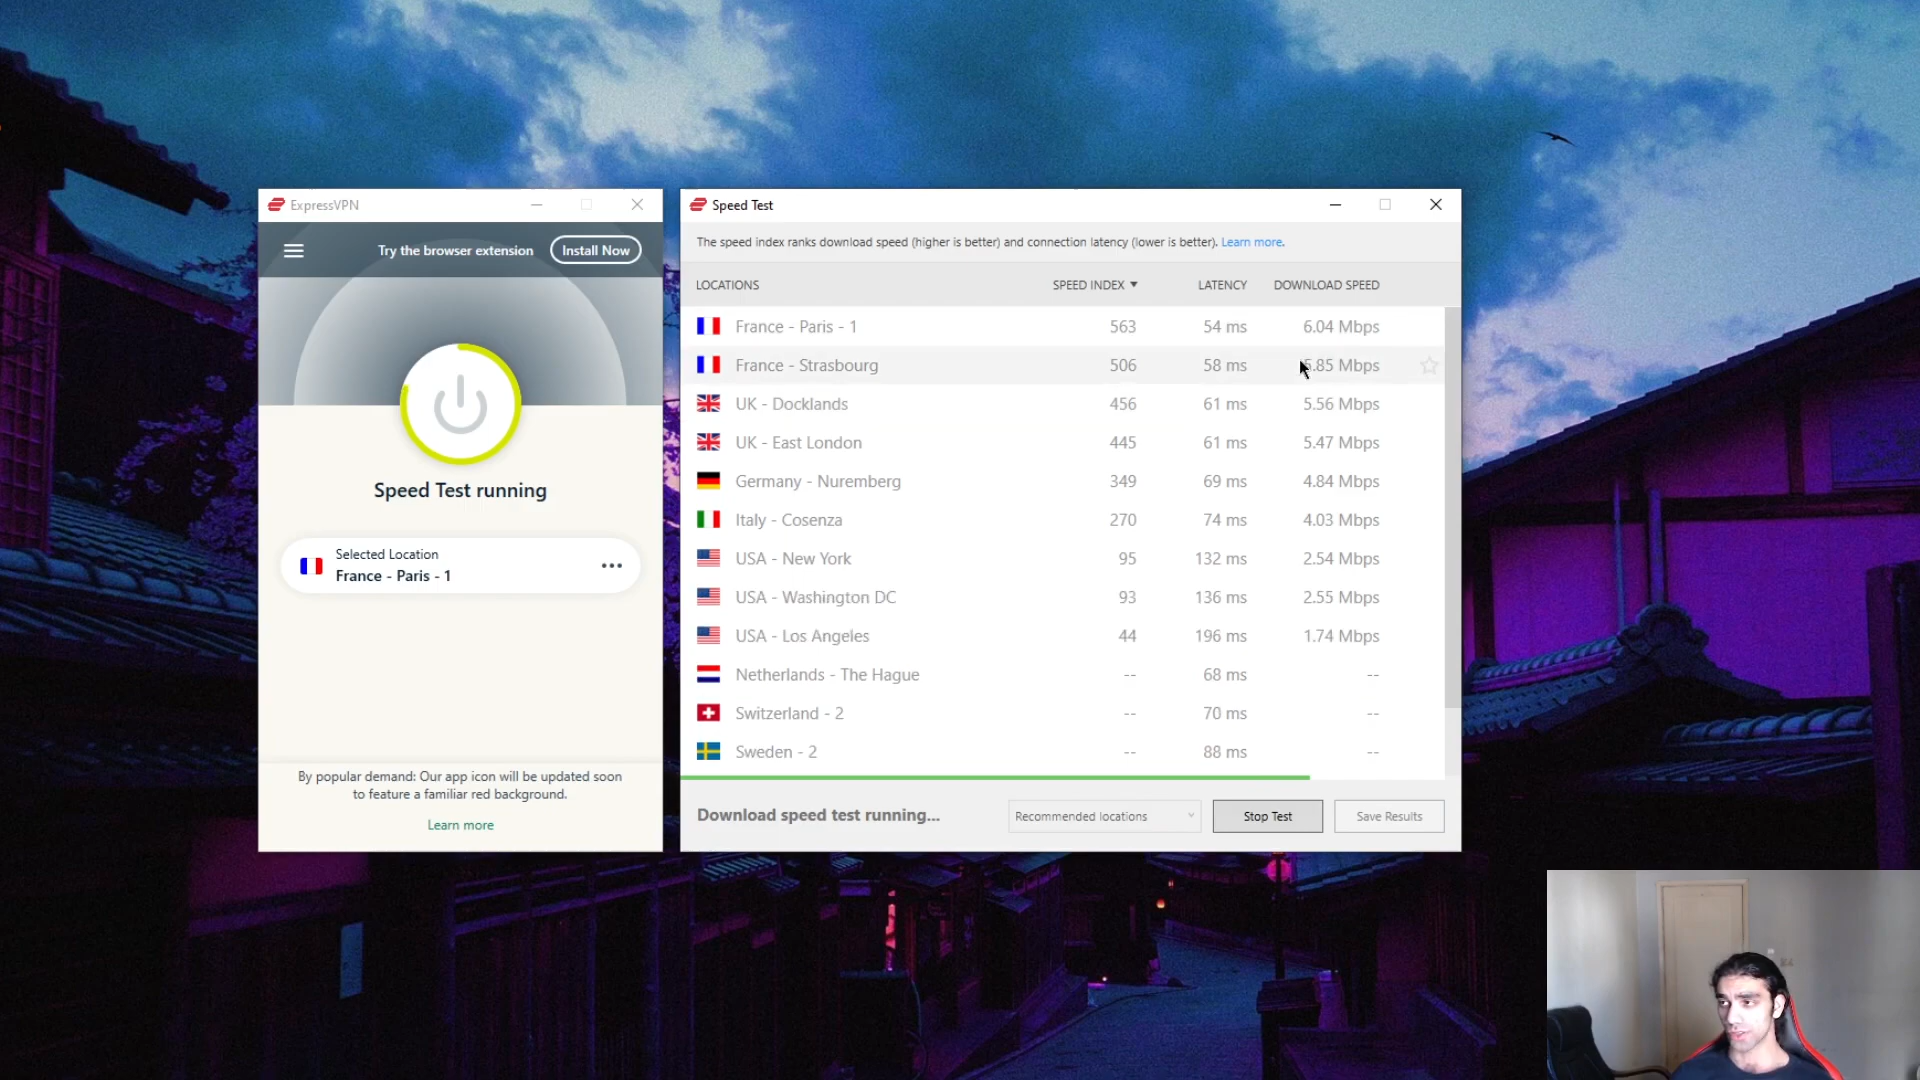 ExpressVPN
Try the browser extension
Install Now
Speed Test running
Selected Location
France - Paris - 1
By popular demand: Our app icon will be updated soon
to feature a familiar red background.
Learn more
Speed Test
The speed index ranks download speed (higher is better) and connection latency (lower is better). Learn more.
LOCATIONS SPEED INDEX LATENCY DOWNLOAD SPEED
France - Paris - 1 563 54 ms 6.04 Mbps
France - Strasbourg 506 58 ms 5.85 Mbps
UK - Docklands 456 61 ms 5.56 Mbps
UK - East London 445 61 ms 5.47 Mbps
Germany - Nuremberg 349 69 ms 4.84 Mbps
Italy - Cosenza 270 74 ms 4.03 Mbps
USA - New York 95 132 ms 2.54 Mbps
USA - Washington DC 93 136 ms 2.55 Mbps
USA - Los Angeles 44 196 ms 1.74 Mbps
Netherlands - The Hague -- 68 ms --
Switzerland - 2 -- 70 ms --
Sweden - 2 -- 88 ms --
Download speed test running...
Recommended locations
Stop Test
Save Results